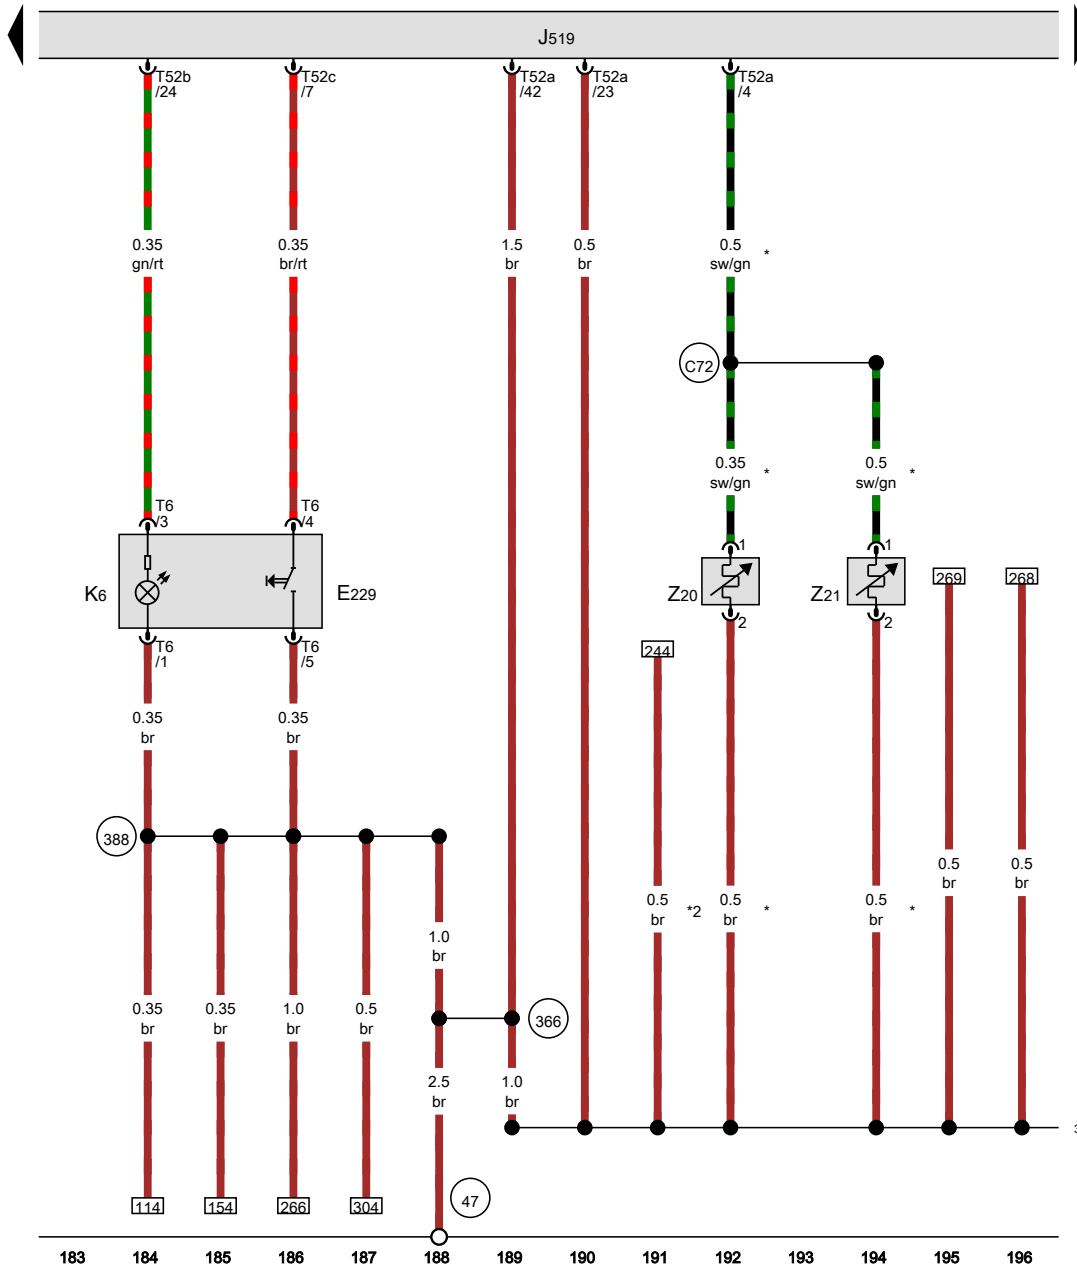 J519
T52b /24
T52c /7
T52a /42
T52a /23
T52a /4
0.35 gn/rt
0.35 br/rt
1.5 br
0.5 br
0.5 sw/gn *
C72
0.35 sw/gn *
0.5 sw/gn *
T6 /3
T6 /4
1
1
K6
E229
Z20
Z21
269
268
T6 /1
T6 /5
2
2
244
0.35 br
0.35 br
388
0.5 br
0.5 br
0.5 br *2
0.5 br *
0.5 br *
1.0 br
0.35 br
0.35 br
1.0 br
0.5 br
366
2.5 br
1.0 br
114
154
266
304
47
183 184 185 186 187 188 189 190 191 192 193 194 195 196